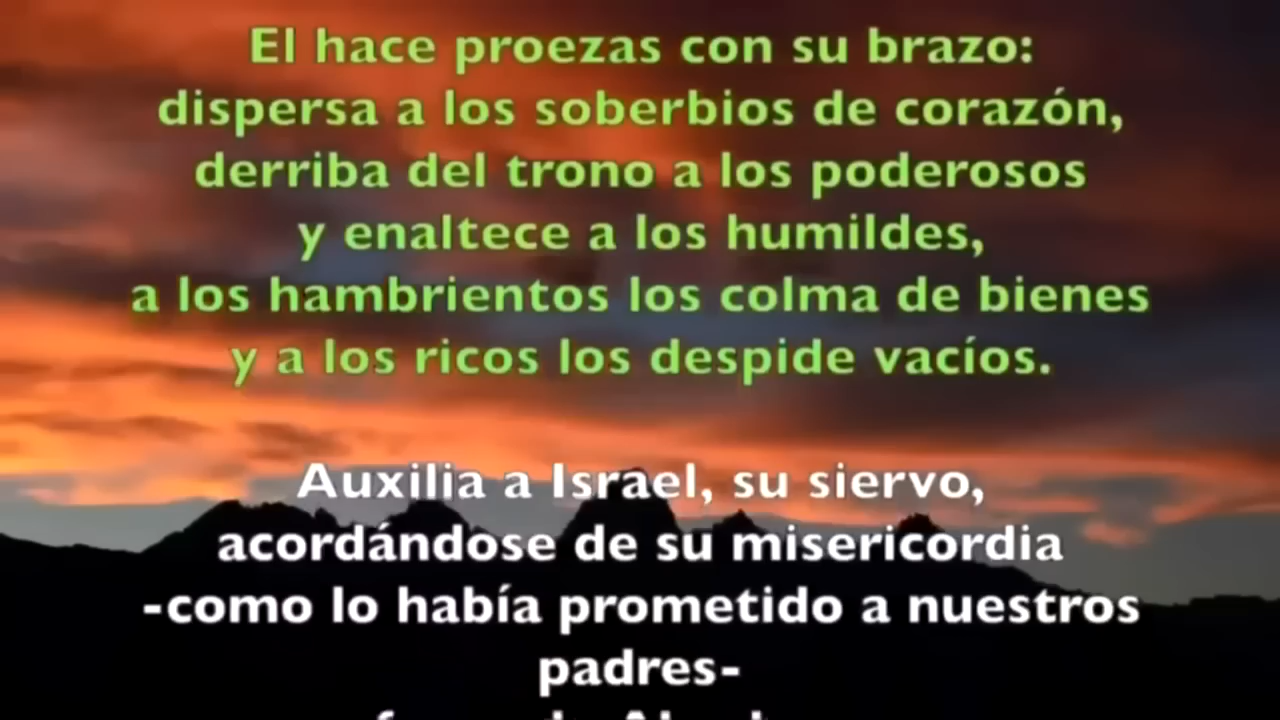 El hace proezas con su brazo:
dispersa a los soberbios de corazón,
derriba del trono a los poderosos
y enaltece a los humildes,
a los hambrientos los colma de bienes
y a los ricos los despide vacíos.
Auxilia a Israel, su siervo,
acordándose de su misericordia
-como lo había prometido a nuestros
padres-